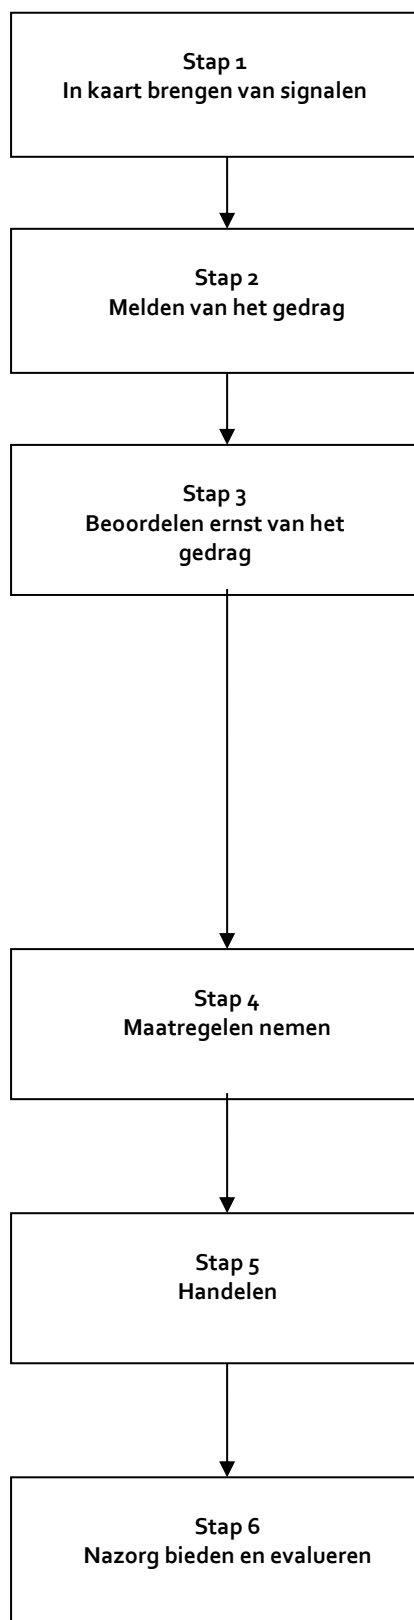 Stap 1
In kaart brengen van signalen
Stap 2
Melden van het gedrag
Stap 3
Beoordelen ernst van het
gedrag
Stap 4
Maatregelen nemen
Stap 5
Handelen
Stap 6
Nazorg bieden en evalueren